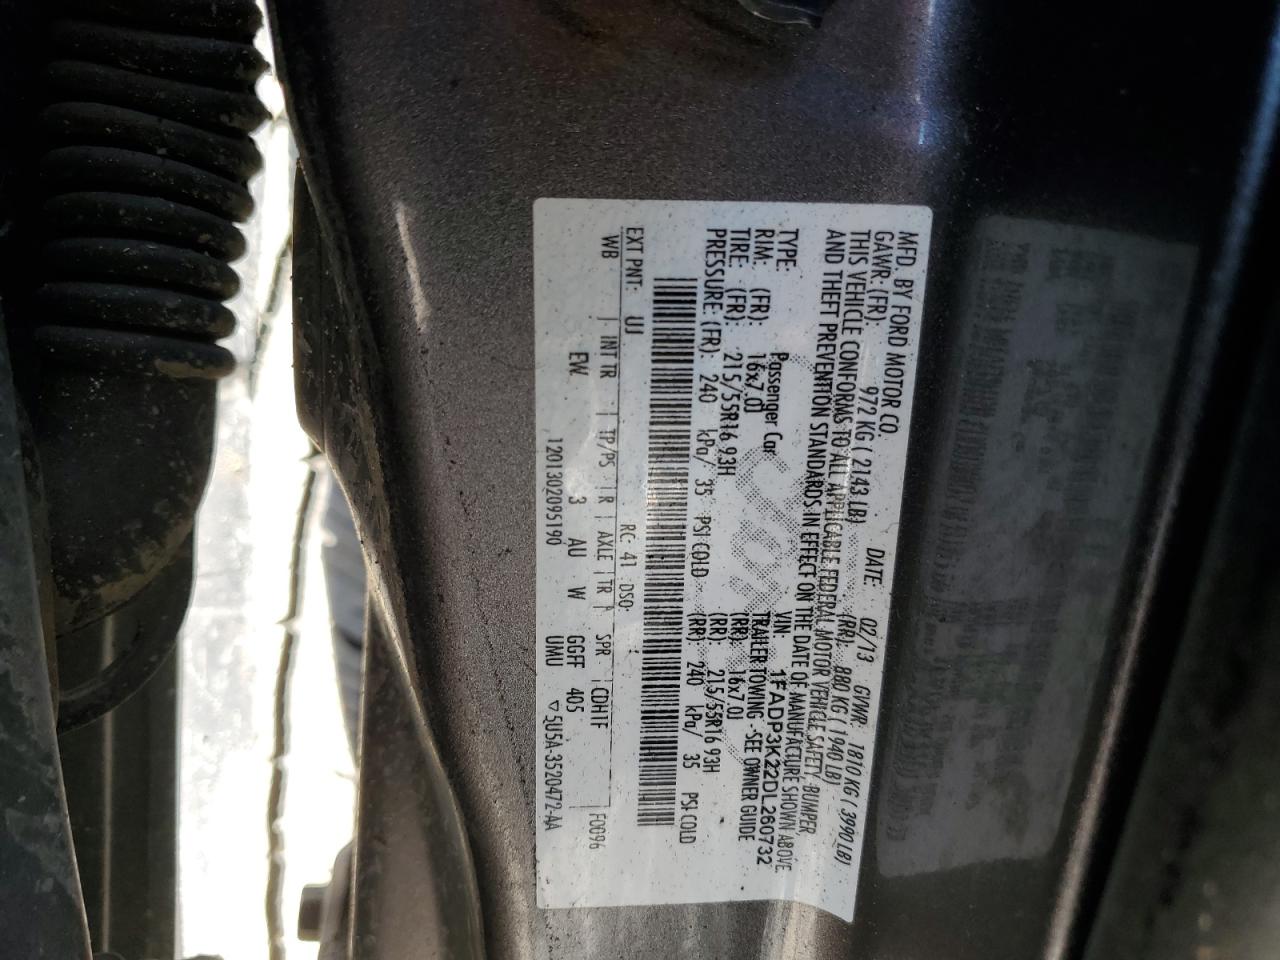 MFD. BY FORD MOTOR CO.
DATE: 02/13 GVWR: 1810 KG ( 3990 LB)
GAWR: (FR): 972 KG ( 2143 LB) (RR): 880 KG ( 1940 LB)
THIS VEHICLE CONFORMS TO ALL APPLICABLE FEDERAL MOTOR VEHICLE SAFETY, BUMPER,
AND THEFT PREVENTION STANDARDS IN EFFECT ON THE DATE OF MANUFACTURE SHOWN ABOVE.
VIN: 1FADP3K22DL260732
TYPE: Passenger Car TRAILER TOWING - SEE OWNER GUIDE
RIM: (FR): 16x7.0J (RR): 16x7.0J
TIRE: (FR): 215/55R16 93H (RR): 215/55R16 93H
PRESSURE: (FR): 240 kPa/ 35 PSI COLD (RR): 240 kPa/ 35 PSI COLD
EXT PNT: UJ RC: 41 DSO: F0096
WB | INT TR | TP/PS | R | AXLE | TR | SPR | CDH1F
EW 3 AU W GGFF 405
1201302095190 UMU ▽5U5A-3520472-AA